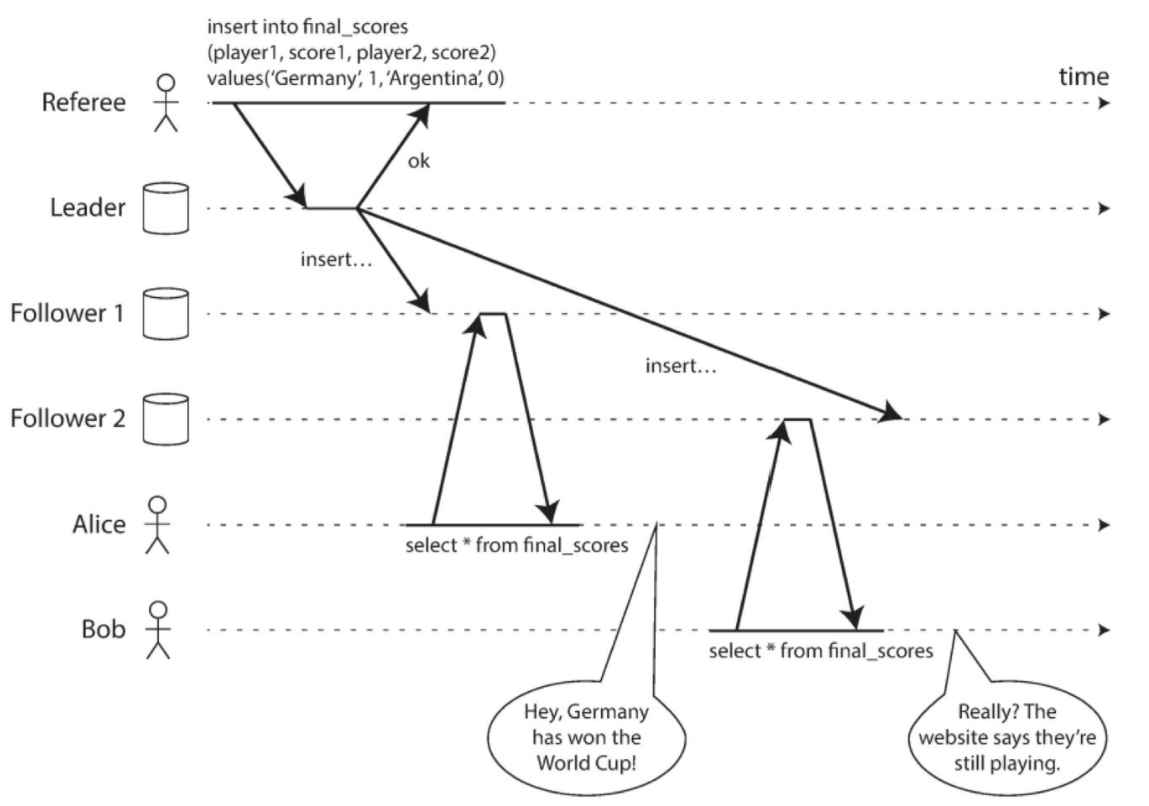 insert into final_scores
(player1, score1, player2, score2)
values(‘Germany’, 1, ‘Argentina’, 0)
time
Referee
ok
Leader
insert…
Follower 1
insert…
Follower 2
Alice
select * from final_scores
Bob
select * from final_scores
Hey, Germany
has won the
World Cup!
Really? The
website says they’re
still playing.